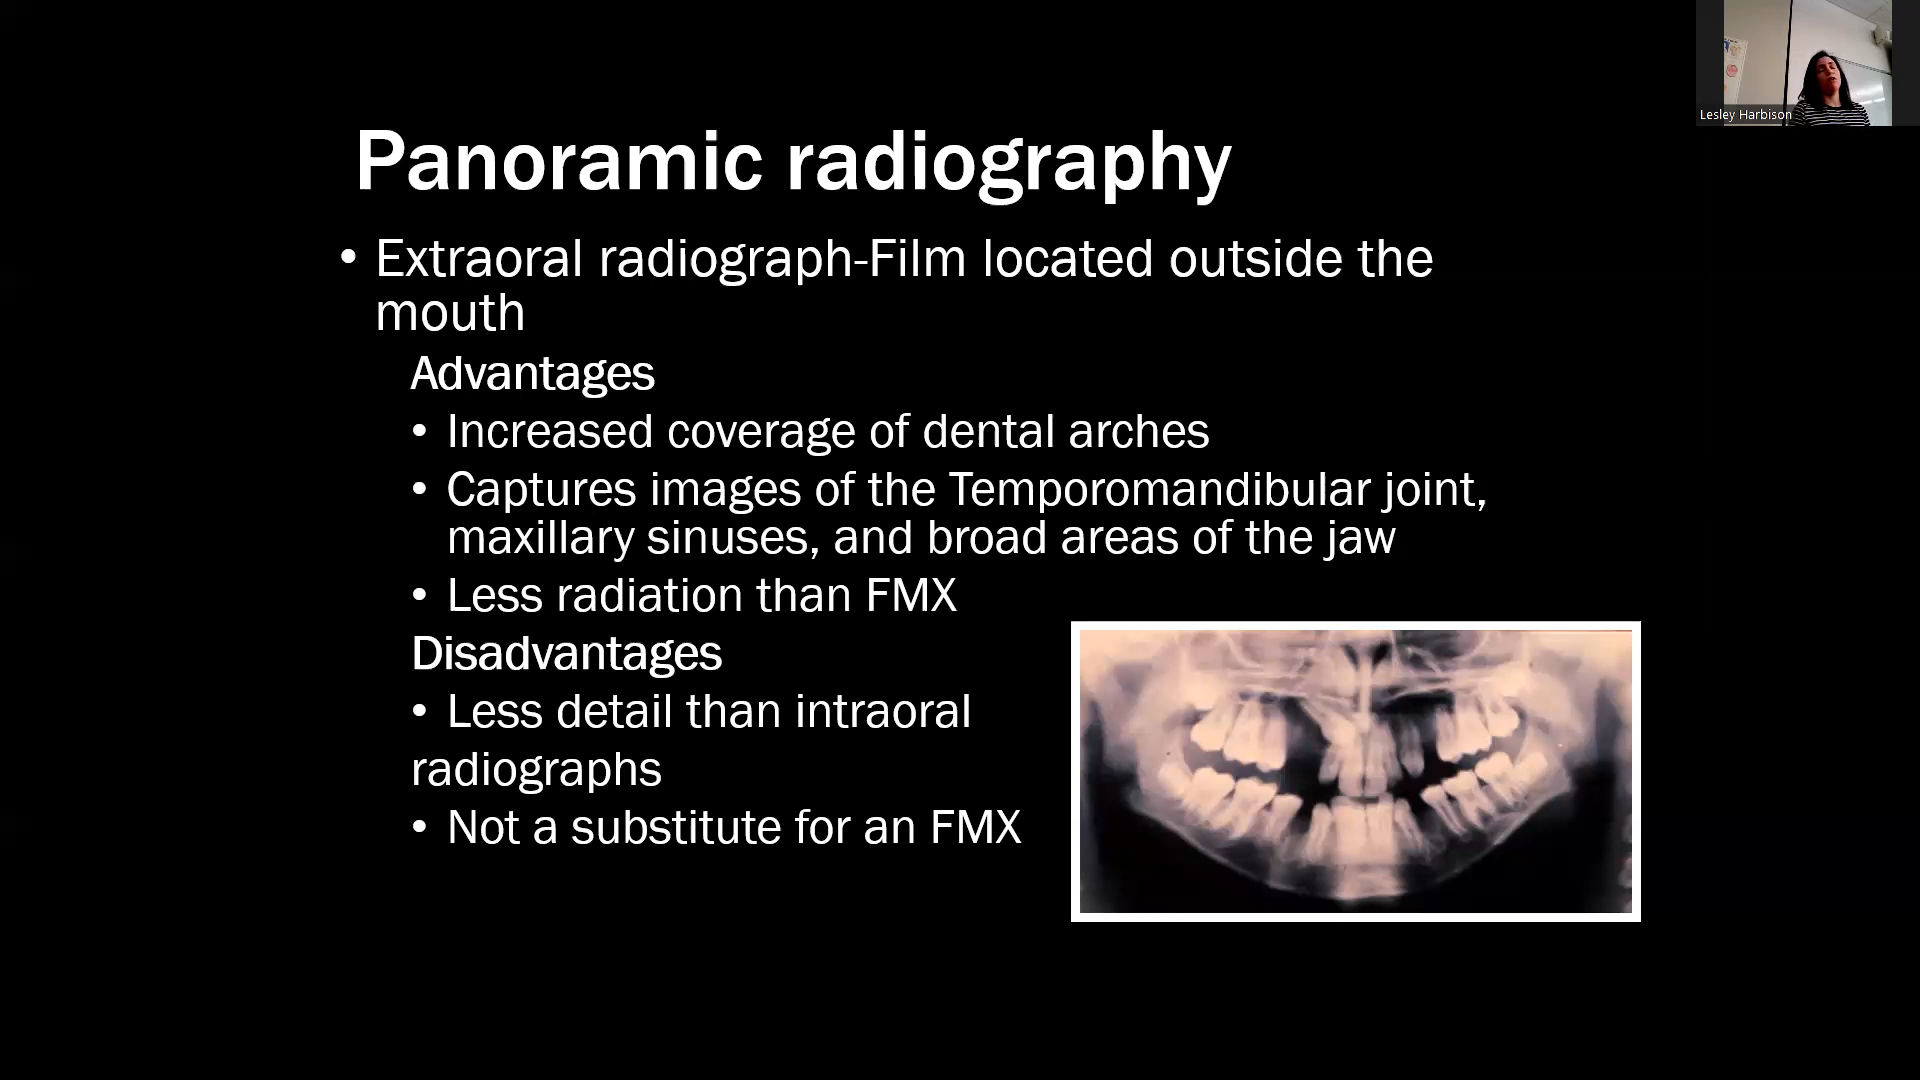 Panoramic radiography
• Extraoral radiograph-Film located outside the
mouth
Advantages
• Increased coverage of dental arches
• Captures images of the Temporomandibular joint,
maxillary sinuses, and broad areas of the jaw
• Less radiation than FMX
Disadvantages
• Less detail than intraoral
radiographs
• Not a substitute for an FMX
Lesley Harbison